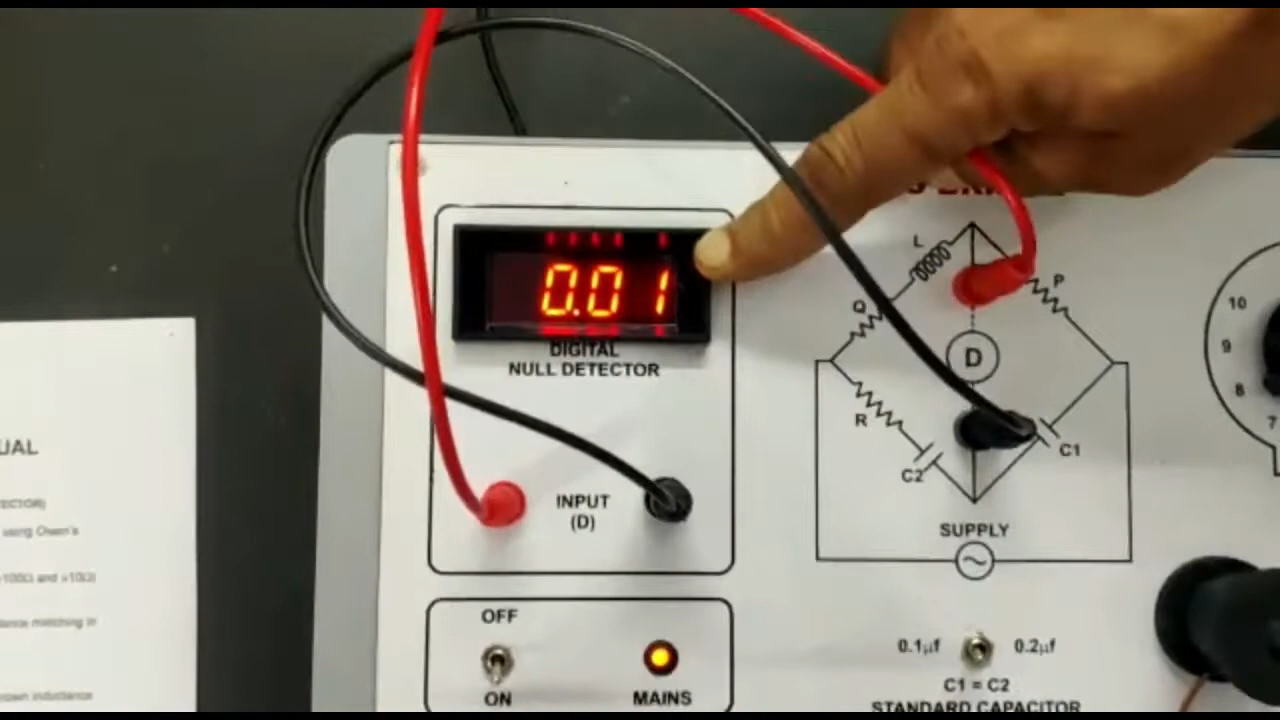 UAL
ECTOR)
using Owen's
0.01
DIGITAL
NULL DETECTOR
INPUT
(D)
OFF
ON
MAINS
L
P
Q
D
R
C1
C2
SUPPLY
0.1µf
0.2µf
C1 = C2
STANDARD CAPACITOR
10
9
8
7